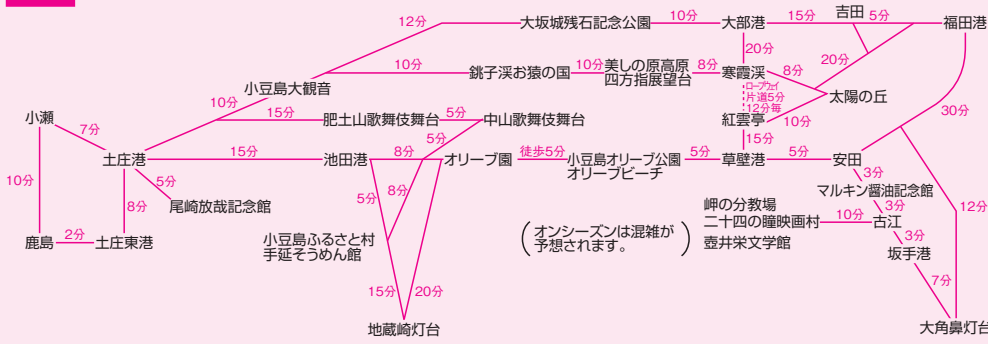 12分
大坂城残石記念公園
10分
大部港
15分
吉田
5分
福田港
20分
20分
10分
銚子渓お猿の国
10分
美しの原高原
四方指展望台
8分
寒霞渓
8分
小豆島大観音
ロープウェイ
片道5分
12分毎
太陽の丘
30分
小瀬
7分
10分
15分
肥土山歌舞伎舞台
5分
中山歌舞伎舞台
紅雲亭
10分
5分
15分
土庄港
15分
池田港
8分
オリーブ園
徒歩5分
小豆島オリーブ公園
オリーブビーチ
5分
草壁港
5分
安田
10分
5分
8分
尾崎放哉記念館
5分
8分
3分
マルキン醤油記念館
12分
鹿島
2分
土庄東港
小豆島ふるさと村
手延そうめん館
(オンシーズンは混雑が
予想されます。)
岬の分教場
二十四の瞳映画村
壺井栄文学館
10分
3分
古江
3分
坂手港
15分
20分
7分
地蔵崎灯台
大角鼻灯台